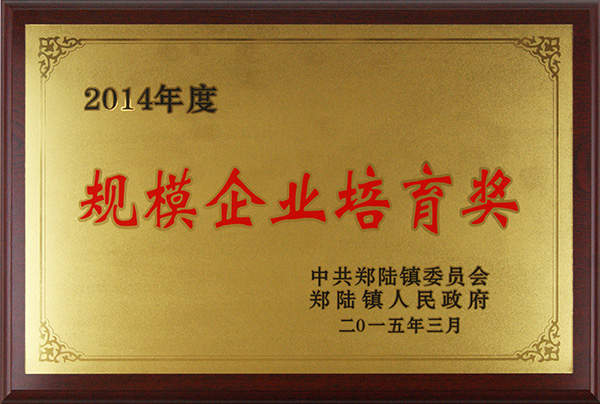 2014年度
规模企业培育奖
中共郑陆镇委员会
郑陆镇人民政府
二0一五年三月